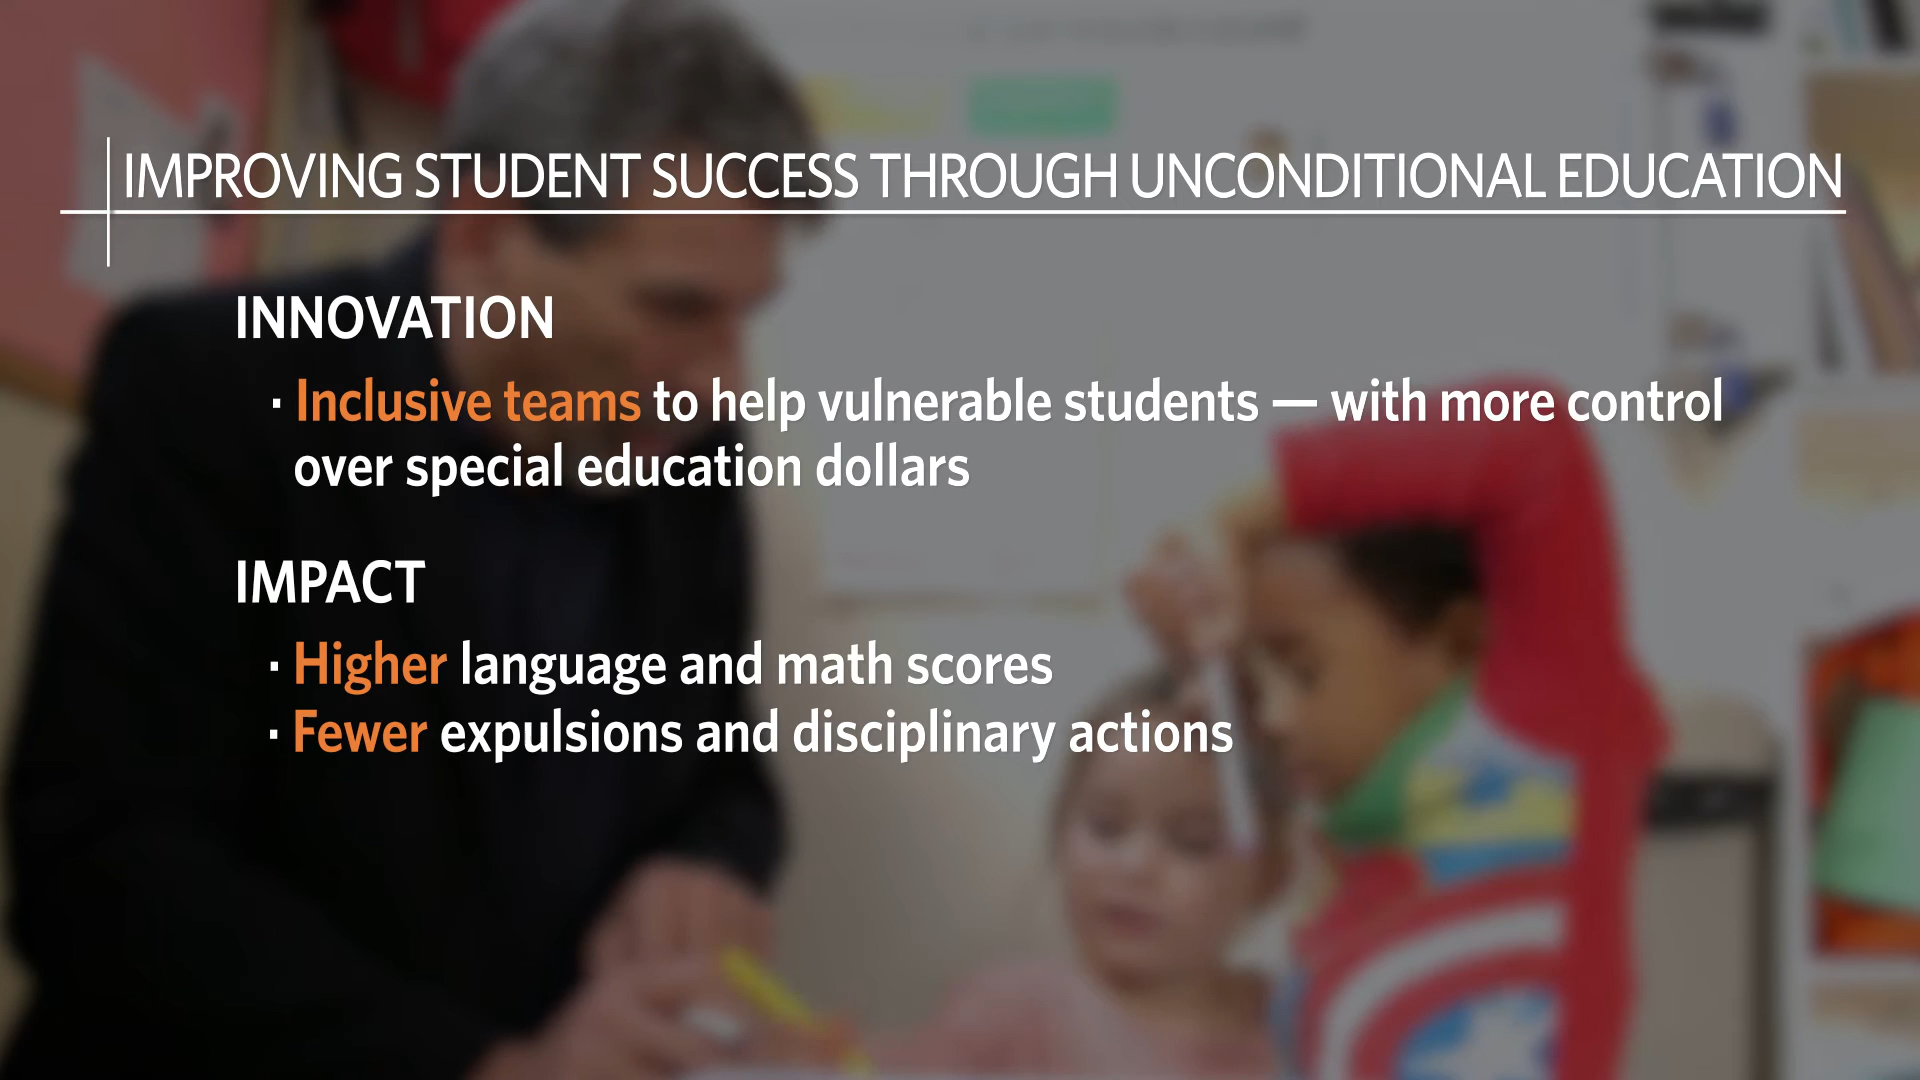 IMPROVING STUDENT SUCCESS THROUGH UNCONDITIONAL EDUCATION
INNOVATION
· Inclusive teams to help vulnerable students — with more control
over special education dollars
IMPACT
· Higher language and math scores
· Fewer expulsions and disciplinary actions